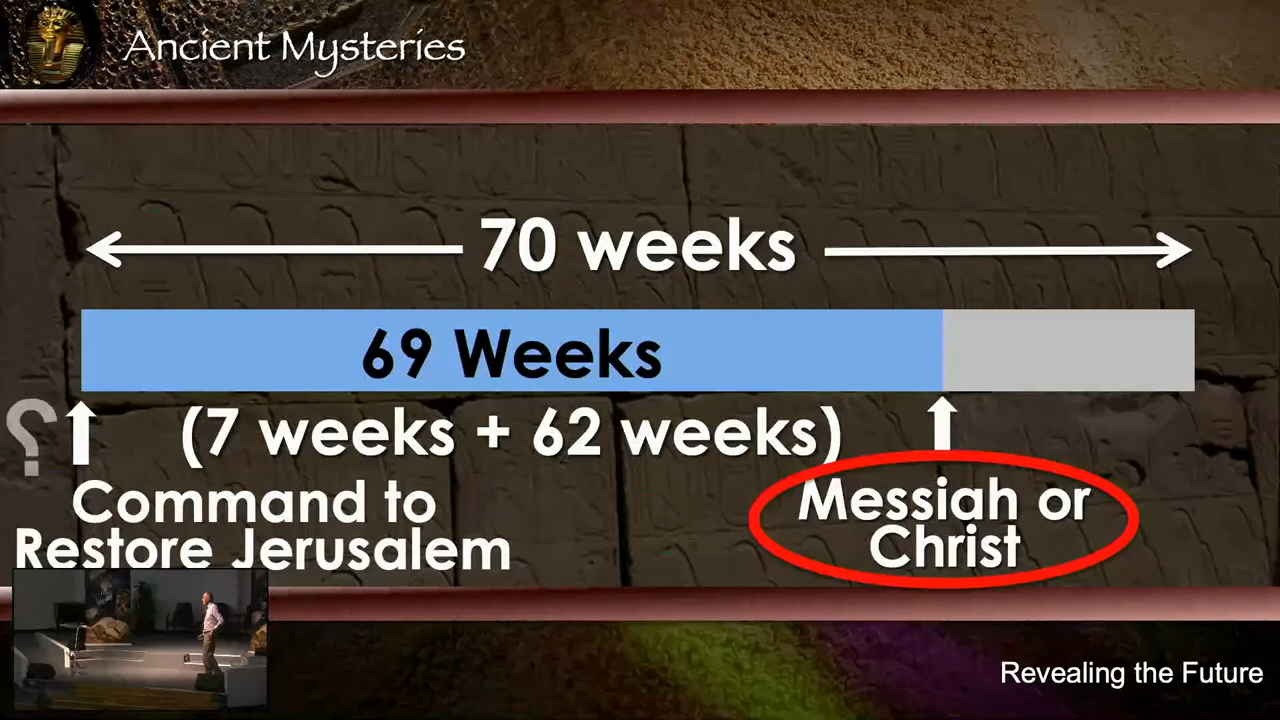 Ancient Mysteries
70 weeks
69 Weeks
؟
(7 weeks + 62 weeks)
Command to
Restore Jerusalem
Messiah or
Christ
Revealing the Future